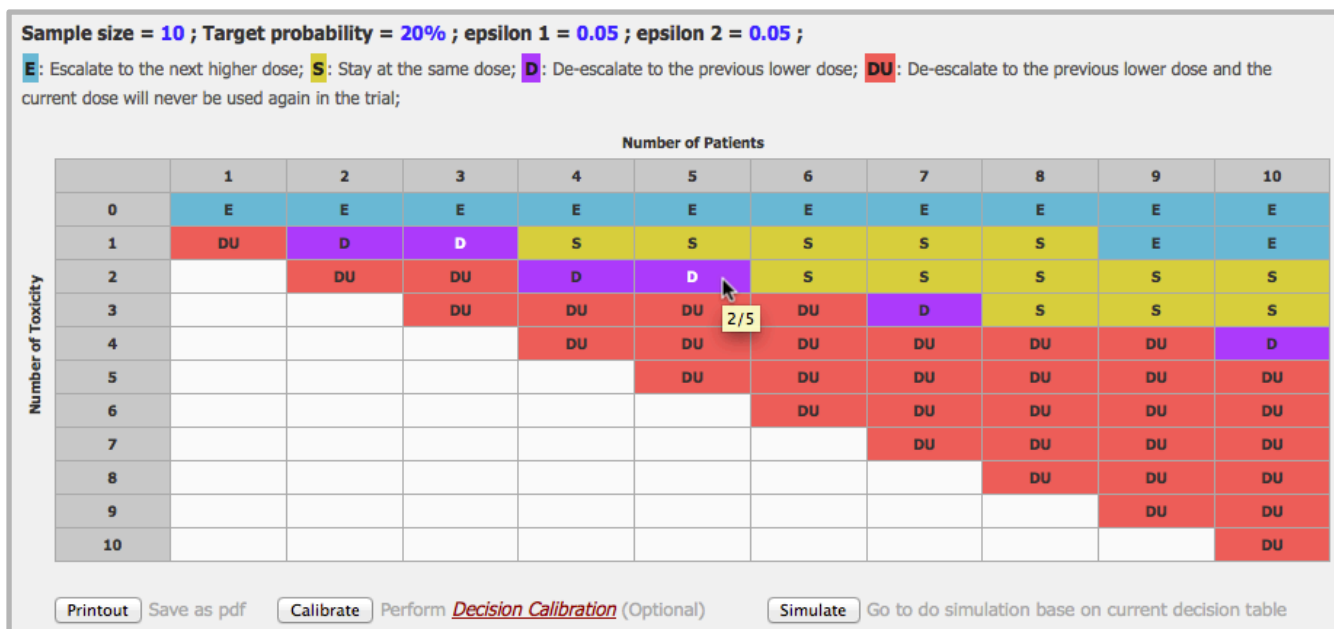 Sample size = 10 ; Target probability = 20% ; epsilon 1 = 0.05 ; epsilon 2 = 0.05 ;
E : Escalate to the next higher dose; S : Stay at the same dose; D : De-escalate to the previous lower dose; DU : De-escalate to the previous lower dose and the
current dose will never be used again in the trial;
Number of Patients
1 2 3 4 5 6 7 8 9 10
Number of Toxicity
0 E E E E E E E E E E
1 DU D D S S S S S E E
2 DU DU D D S S S S S
3 DU DU DU DU D S S S
2/5
4 DU DU DU DU DU DU D
5 DU DU DU DU DU DU
6 DU DU DU DU DU
7 DU DU DU DU
8 DU DU DU
9 DU DU
10 DU
Printout Save as pdf Calibrate Perform Decision Calibration (Optional) Simulate Go to do simulation base on current decision table